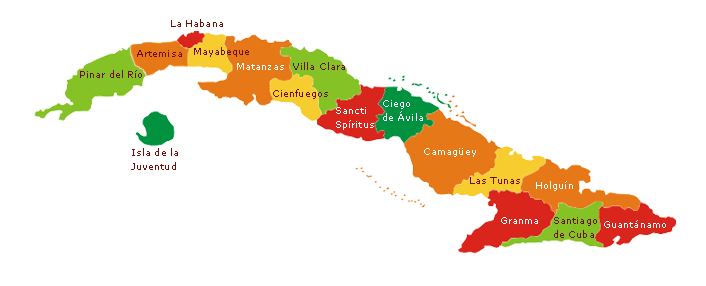 La Habana
Artemisa
Mayabeque
Matanzas
Villa Clara
Pinar del Río
Cienfuegos
Sancti
Spíritus
Ciego
de Ávila
Isla de la
Juventud
Camagüey
Las Tunas
Holguín
Granma
Santiago
de Cuba
Guantánamo